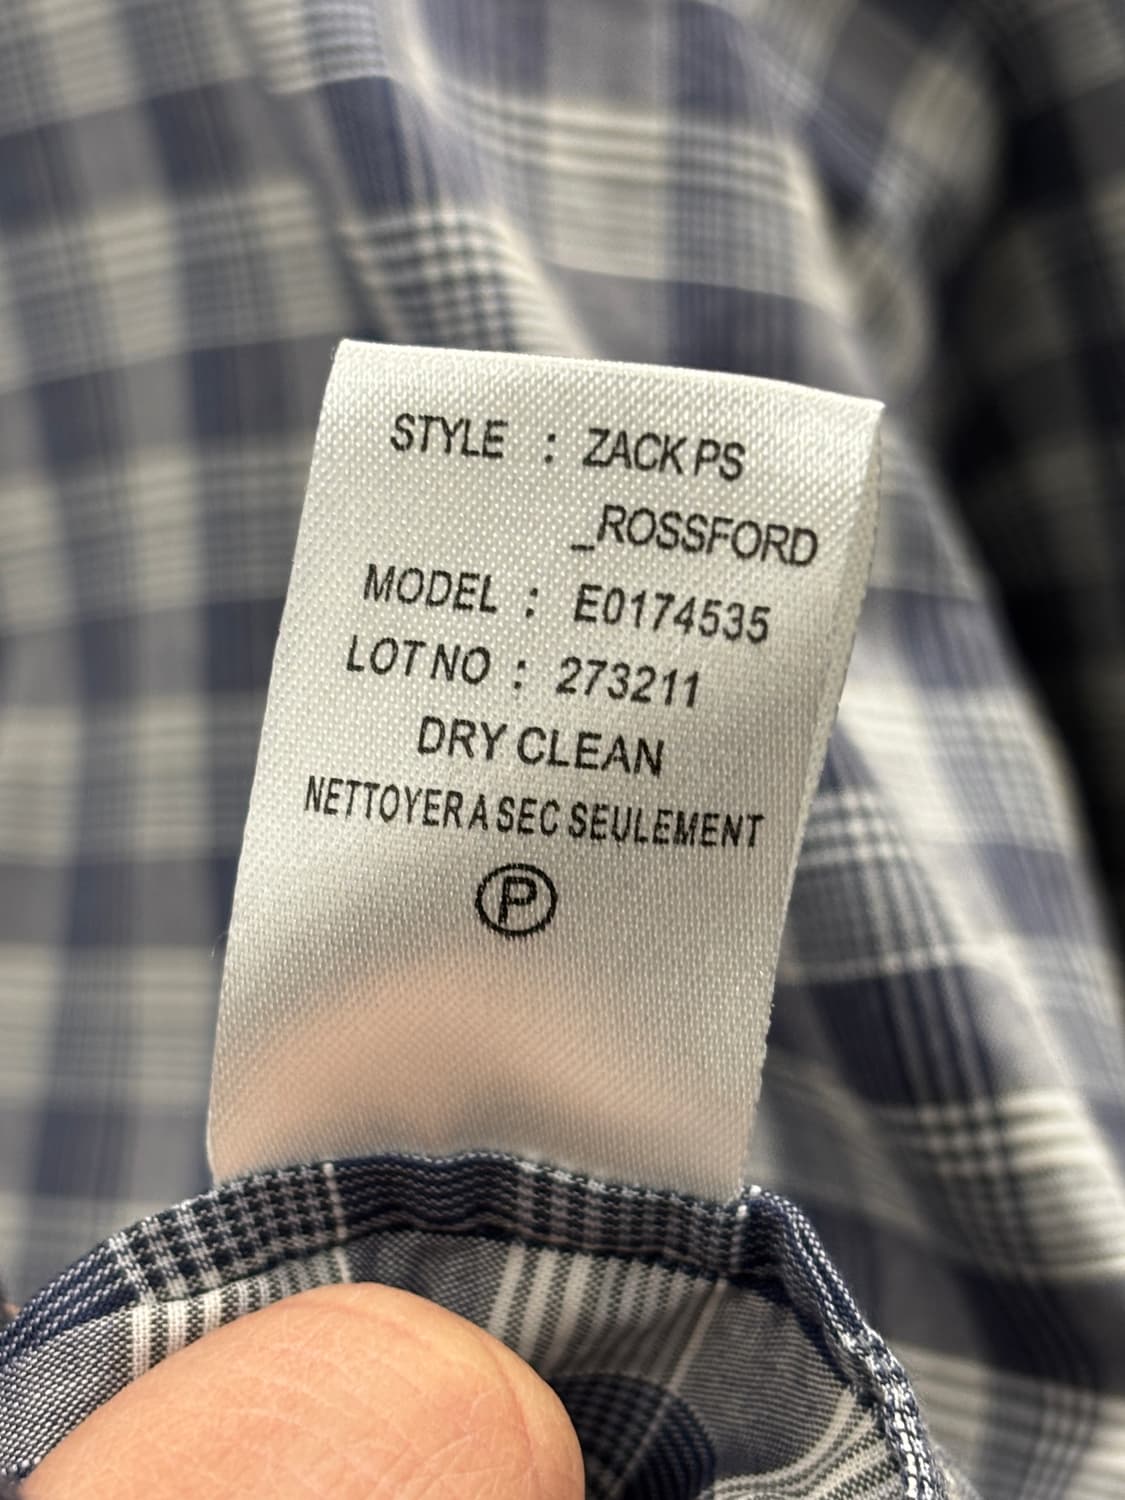 STYLE : ZACK PS
_ROSSFORD
MODEL : E0174535
LOT NO : 273211
DRY CLEAN
NETTOYER A SEC SEULEMENT
P